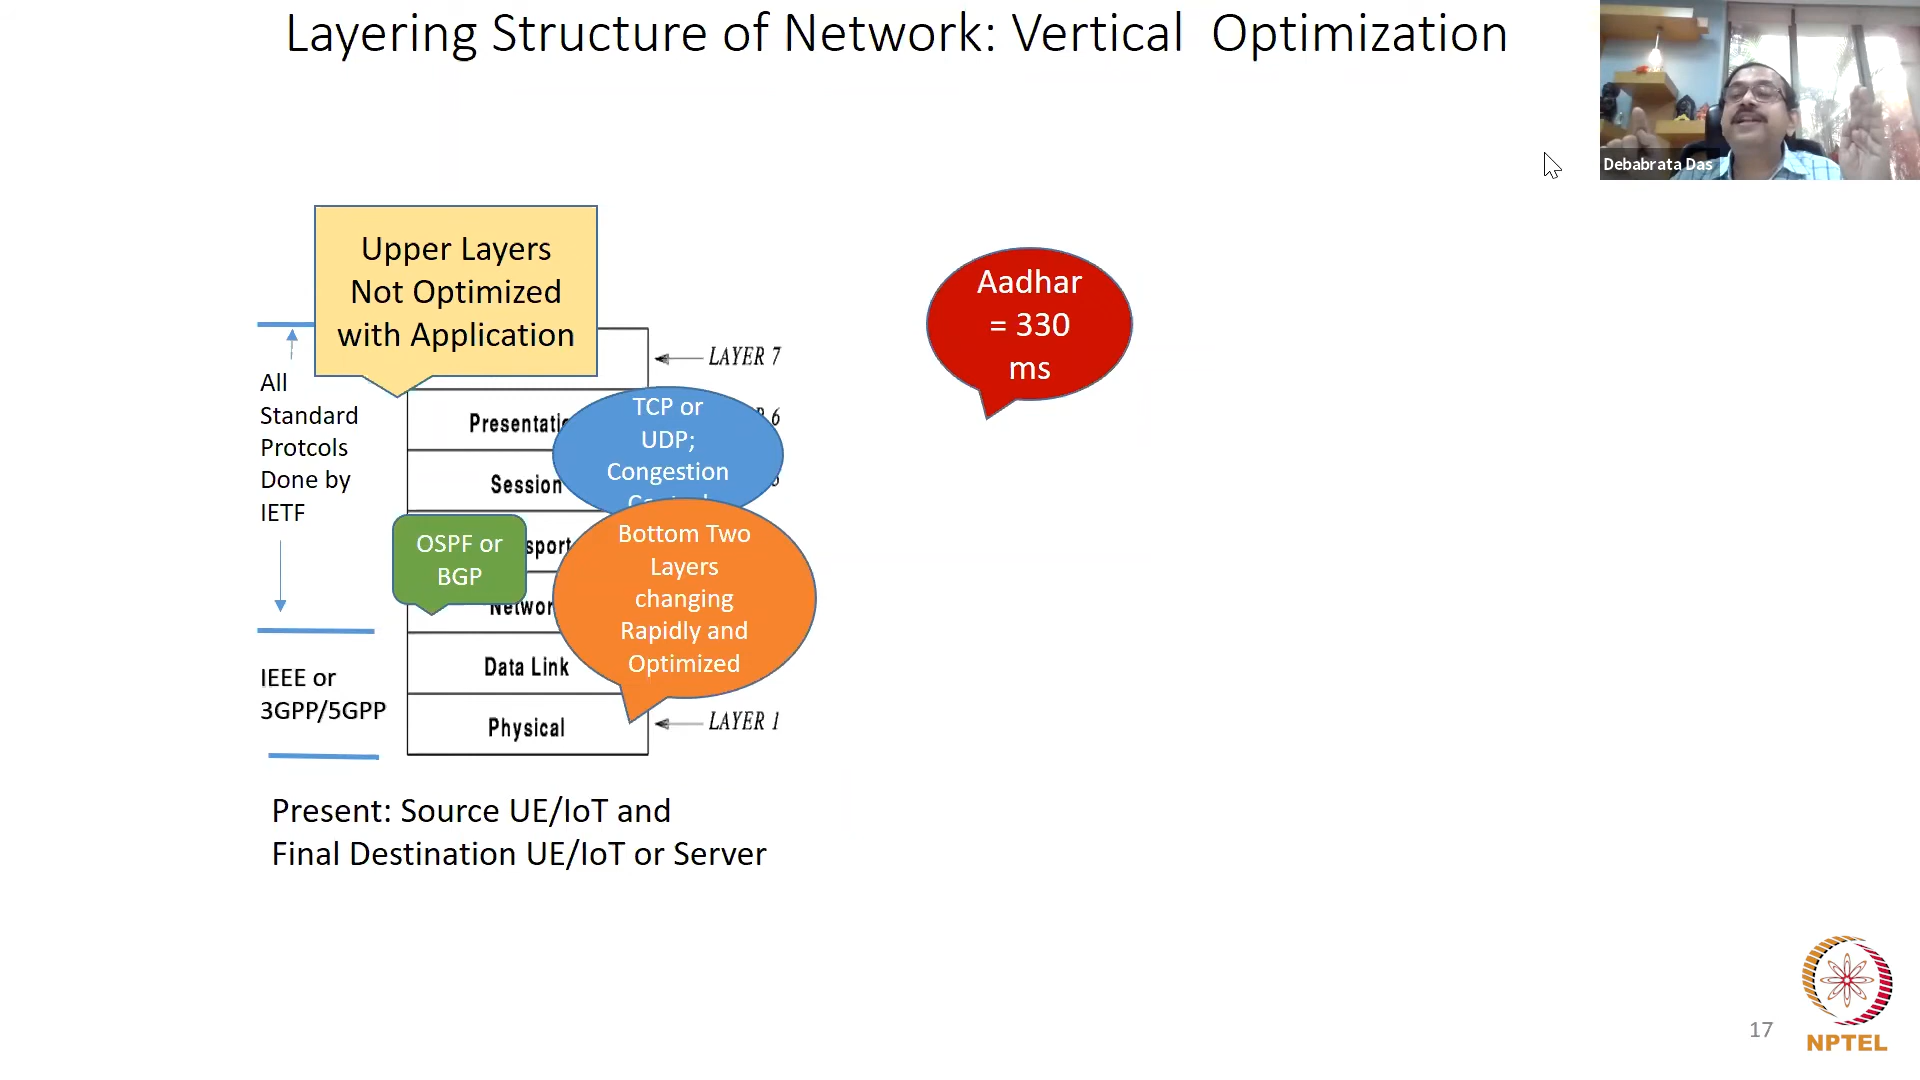 Layering Structure of Network: Vertical Optimization
Debabrata Das
Upper Layers
Not Optimized
with Application
Aadhar
= 330
ms
LAYER 7
All
Standard
Protcols
Done by
IETF
TCP or
UDP;
Congestion
6
Session
OSPF or
BGP
Bottom Two
Layers
changing
Rapidly and
Optimized
Data Link
IEEE or
3GPP/5GPP
Physical
LAYER 1
Present: Source UE/IoT and
Final Destination UE/IoT or Server
17
NPTEL